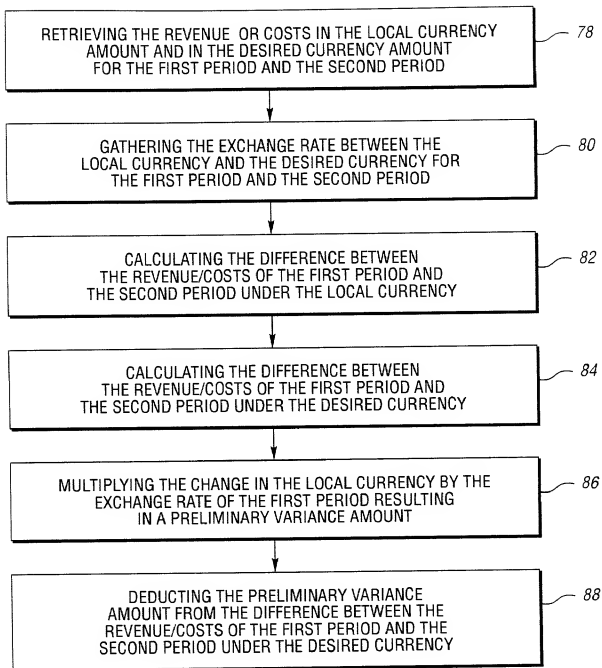 RETRIEVING THE REVENUE OR COSTS IN THE LOCAL CURRENCY
AMOUNT AND IN THE DESIRED CURRENCY AMOUNT
FOR THE FIRST PERIOD AND THE SECOND PERIOD
78
GATHERING THE EXCHANGE RATE BETWEEN THE
LOCAL CURRENCY AND THE DESIRED CURRENCY FOR
THE FIRST PERIOD AND THE SECOND PERIOD
80
CALCULATING THE DIFFERENCE BETWEEN
THE REVENUE/COSTS OF THE FIRST PERIOD AND
THE SECOND PERIOD UNDER THE LOCAL CURRENCY
82
CALCULATING THE DIFFERENCE BETWEEN
THE REVENUE/COSTS OF THE FIRST PERIOD AND
THE SECOND PERIOD UNDER THE DESIRED CURRENCY
84
MULTIPLYING THE CHANGE IN THE LOCAL CURRENCY BY THE
EXCHANGE RATE OF THE FIRST PERIOD RESULTING
IN A PRELIMINARY VARIANCE AMOUNT
86
DEDUCTING THE PRELIMINARY VARIANCE
AMOUNT FROM THE DIFFERENCE BETWEEN THE
REVENUE/COSTS OF THE FIRST PERIOD AND THE
SECOND PERIOD UNDER THE DESIRED CURRENCY
88